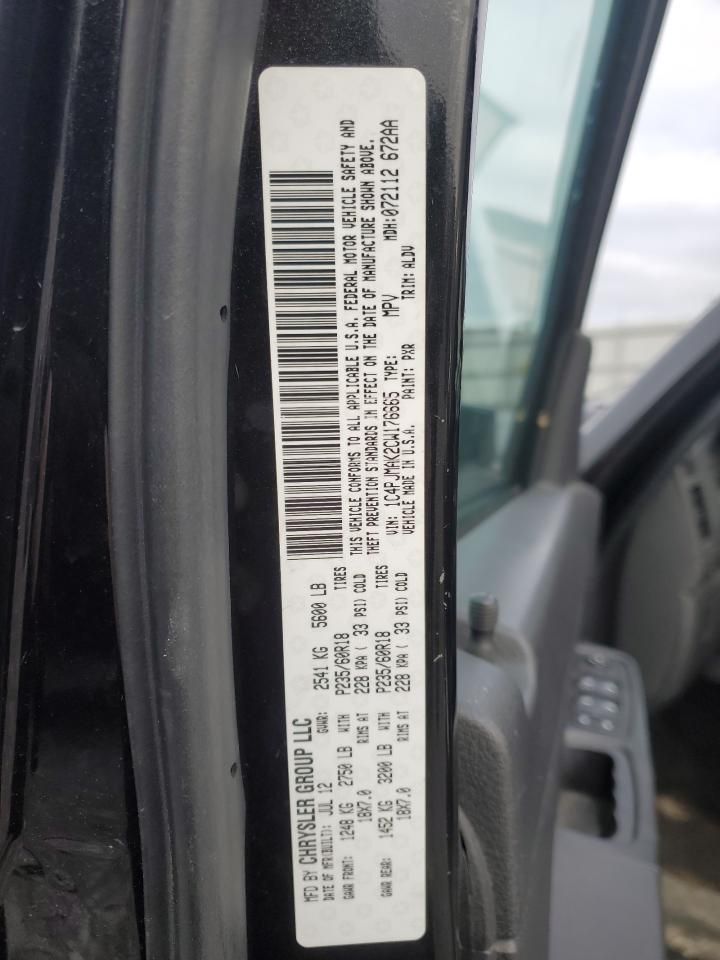 MFD BY CHRYSLER GROUP LLC
DATE OF MFR(BUILT): JUL 12 GVWR: 2541 KG 5600 LB
GAWR FRONT: 1248 KG 2750 LB WITH P235/60R18 TIRES
18X7.0 RIMS AT 228 KPA ( 33 PSI) COLD
GAWR REAR: 1452 KG 3200 LB WITH P235/60R18 TIRES
18X7.0 RIMS AT 228 KPA ( 33 PSI) COLD
THIS VEHICLE CONFORMS TO ALL APPLICABLE U.S.A. FEDERAL MOTOR VEHICLE SAFETY AND
THEFT PREVENTION STANDARDS IN EFFECT ON THE DATE OF MANUFACTURE SHOWN ABOVE.
VIN: 1C4PJMAK2CW176665 TYPE: MPV MDH: 072112 672AA
VEHICLE MADE IN U.S.A. PAINT: PXR TRIM: ALDV